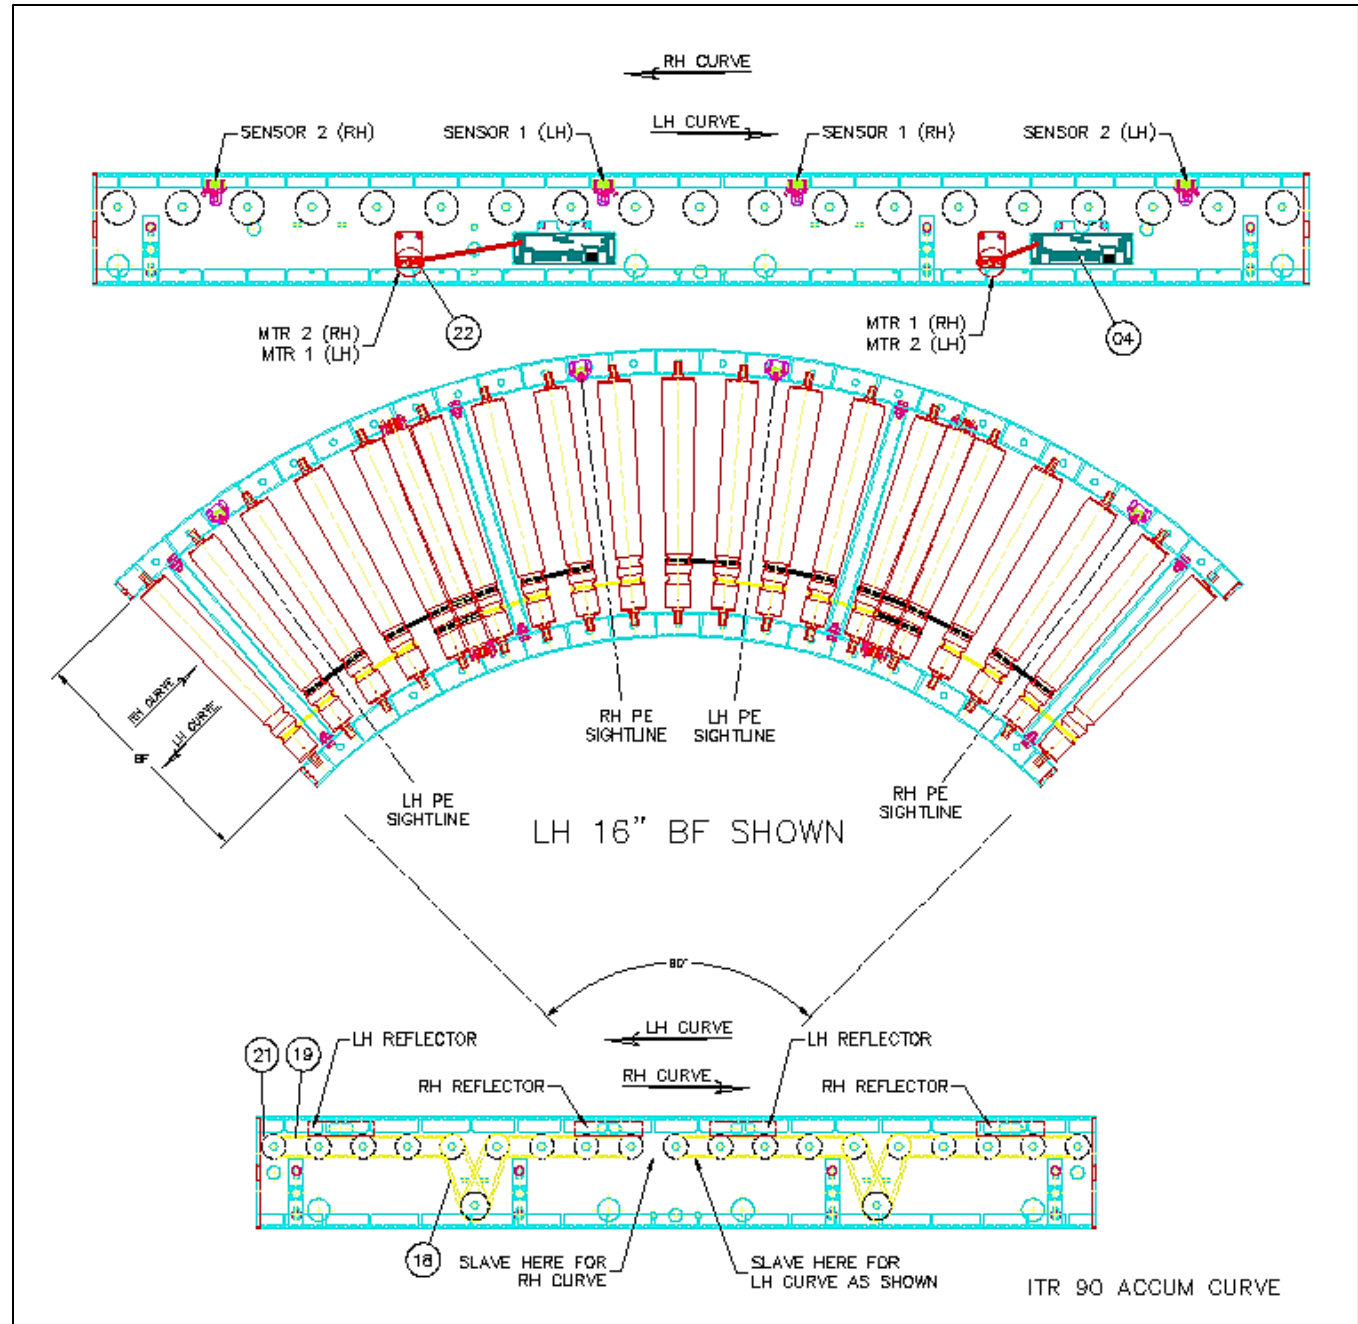 RH CURVE
LH CURVE
SENSOR 2 (RH)
SENSOR 1 (LH)
SENSOR 1 (RH)
SENSOR 2 (LH)
MTR 2 (RH)
MTR 1 (LH)
22
MTR 1 (RH)
MTR 2 (LH)
04
RH CURVE
LH CURVE
BF
RH PE
SIGHTLINE
LH PE
SIGHTLINE
LH PE
SIGHTLINE
RH PE
SIGHTLINE
LH 16" BF SHOWN
LH CURVE
RH CURVE
21
19
LH REFLECTOR
RH REFLECTOR
LH REFLECTOR
RH REFLECTOR
18
SLAVE HERE FOR
RH CURVE
SLAVE HERE FOR
LH CURVE AS SHOWN
ITR 90 ACCUM CURVE